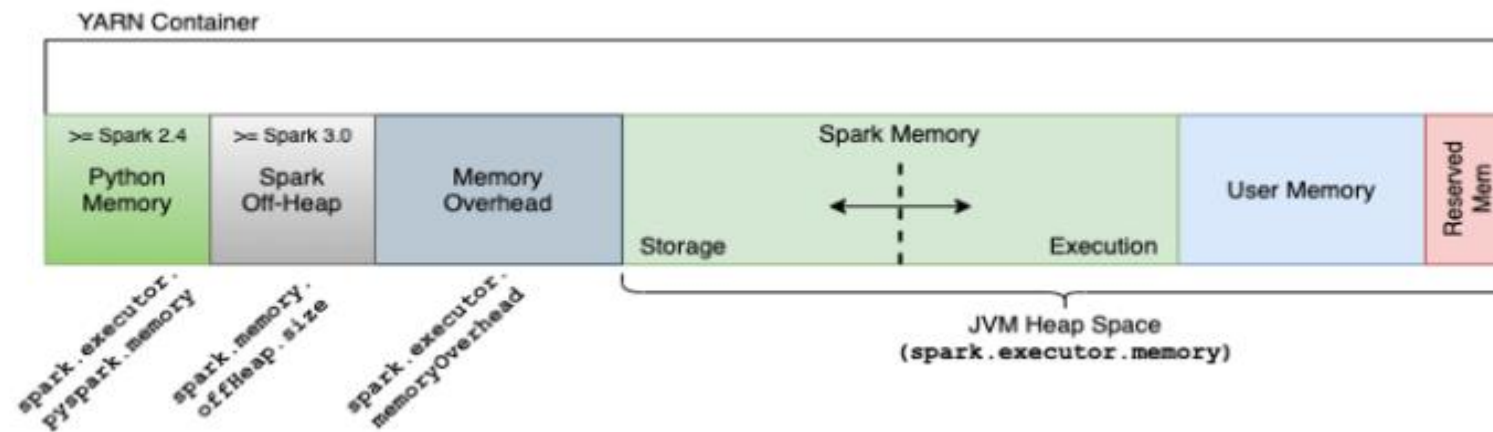 YARN Container
>= Spark 2.4
Python
Memory
>= Spark 3.0
Spark
Off-Heap
Memory
Overhead
Spark Memory
Storage
Execution
User Memory
Reserved
Mem
spark.executor.
pyspark.memory
spark.memory.
offHeap.size
spark.executor.
memoryOverhead
JVM Heap Space
(spark.executor.memory)